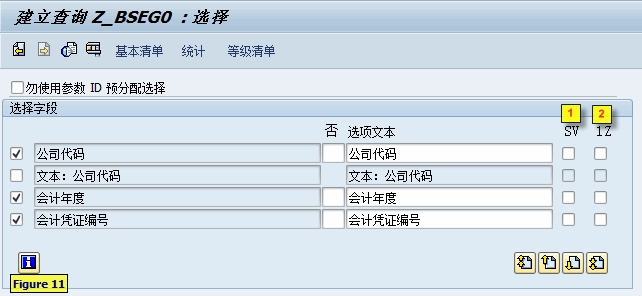 建立查询 Z_BSEG0 ：选择
基本清单 统计 等级清单
勿使用参数 ID 预分配选择
选择字段
1 2
否 选项文本 SV 1Z
公司代码 公司代码
文本：公司代码 文本：公司代码
会计年度 会计年度
会计凭证编号 会计凭证编号
Figure 11